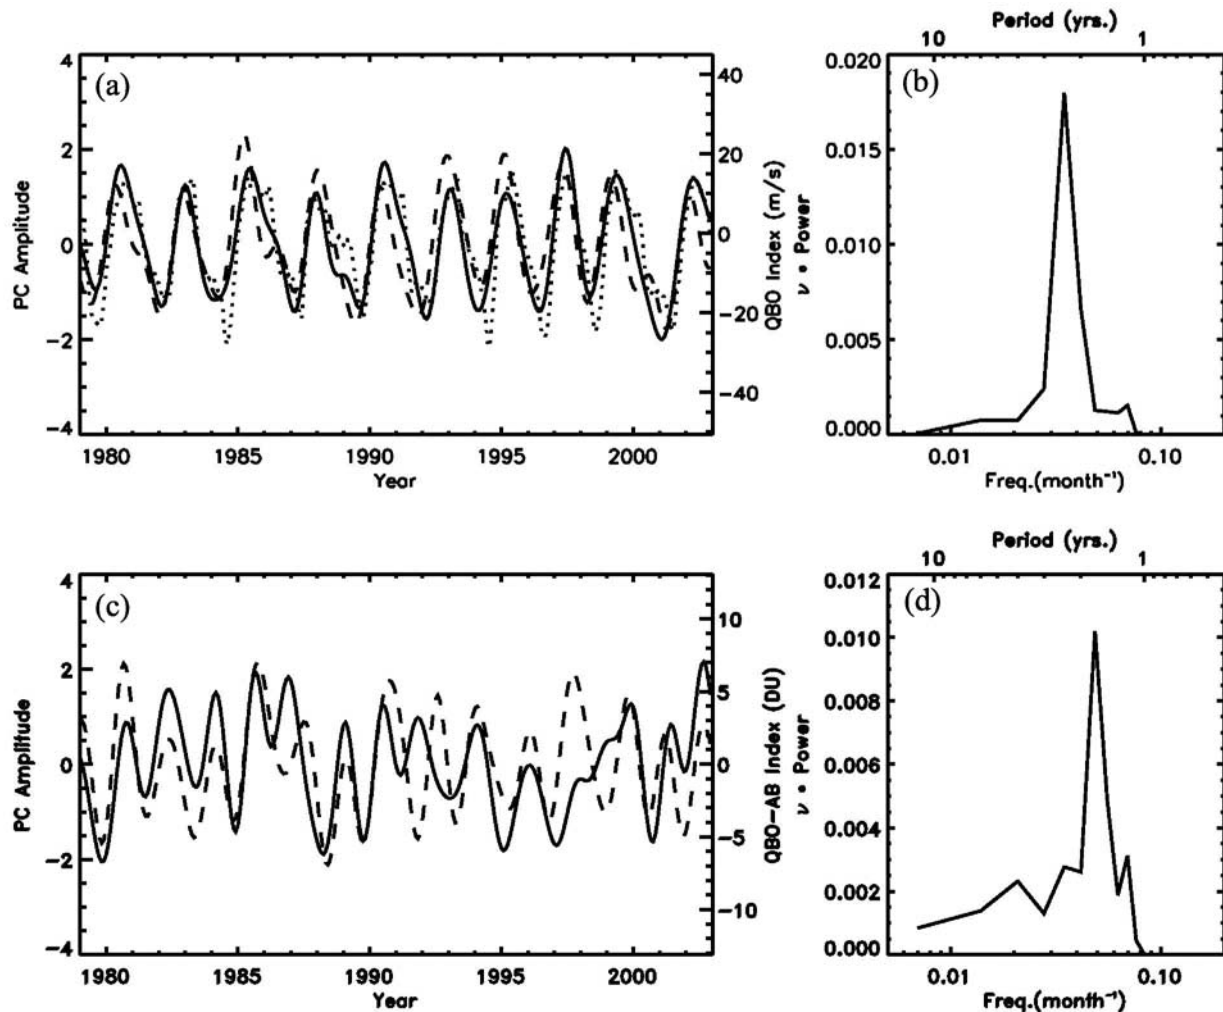 (a)
4
2
0
−2
−4
PC Amplitude
40
20
0
−20
−40
QBO Index (m/s)
1980 1985 1990 1995 2000
Year
Period (yrs.)
10 1
(b)
0.020
0.015
0.010
0.005
0.000
ν • Power
0.01 0.10
Freq.(month⁻¹)
(c)
4
2
0
−2
−4
PC Amplitude
10
5
0
−5
−10
QBO−AB Index (DU)
1980 1985 1990 1995 2000
Year
Period (yrs.)
10 1
(d)
0.012
0.010
0.008
0.006
0.004
0.002
0.000
ν • Power
0.01 0.10
Freq.(month⁻¹)